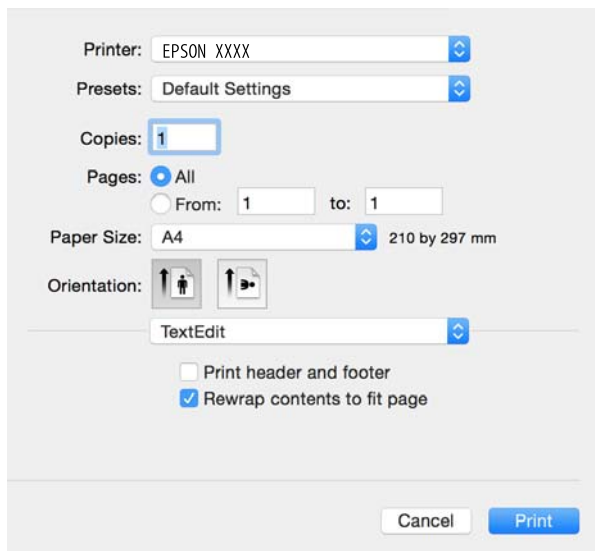 Printer: EPSON XXXX
Presets: Default Settings
Copies: 1
Pages: All
From: 1 to: 1
Paper Size: A4 210 by 297 mm
Orientation:
TextEdit
Print header and footer
Rewrap contents to fit page
Cancel Print